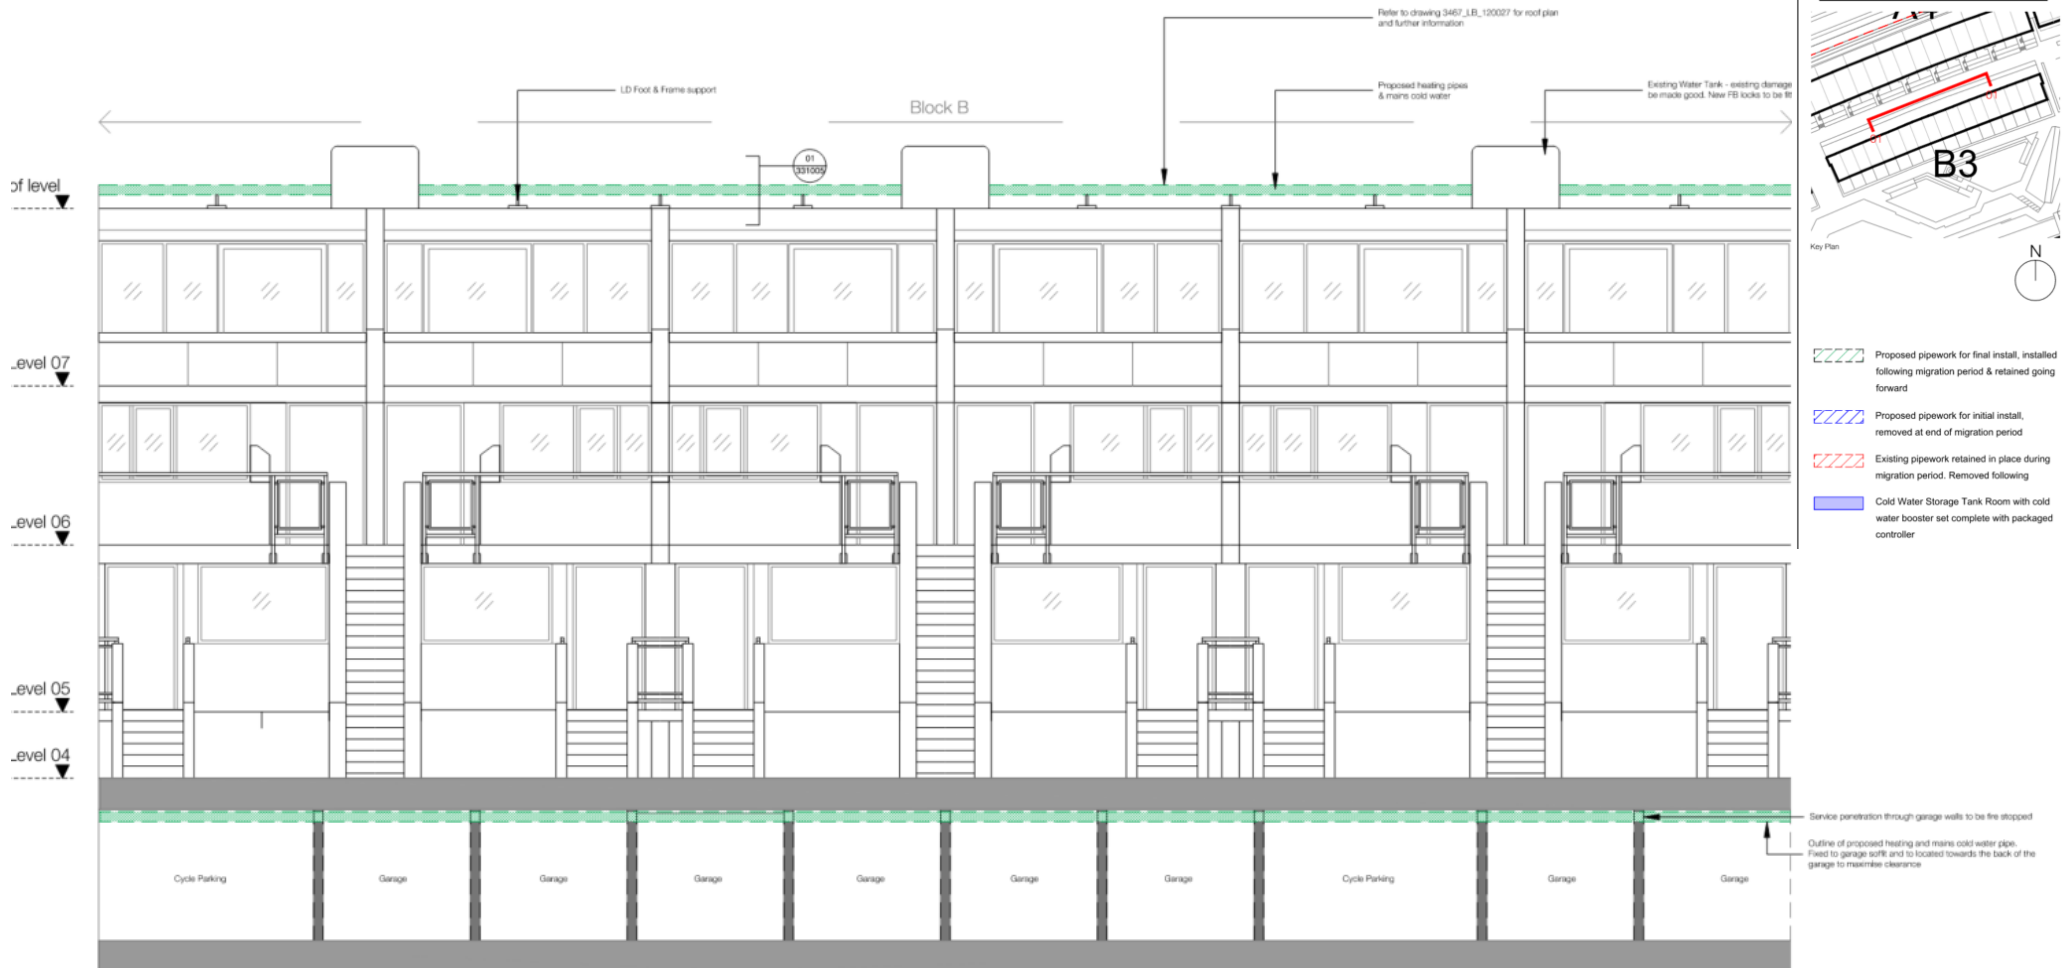 Refer to drawing 3467_LB_120027 for roof plan
and further information
A4
LD Foot & Frame support
Proposed heating pipes
& mains cold water
Existing Water Tank - existing damage
be made good. New FB locks to be fit
Block B
01
331005
01
01
B3
of level
Key Plan
N
Proposed pipework for final install, installed
following migration period & retained going
forward
Level 07
Proposed pipework for initial install,
removed at end of migration period
Existing pipework retained in place during
migration period. Removed following
Cold Water Storage Tank Room with cold
water booster set complete with packaged
controller
Level 06
Level 05
Level 04
Service penetration through garage walls to be fire stopped
Outline of proposed heating and mains cold water pipe.
Fixed to garage soffit and to located towards the back of the
garage to maximise clearance
Cycle Parking
Garage
Garage
Garage
Garage
Garage
Garage
Cycle Parking
Garage
Garage